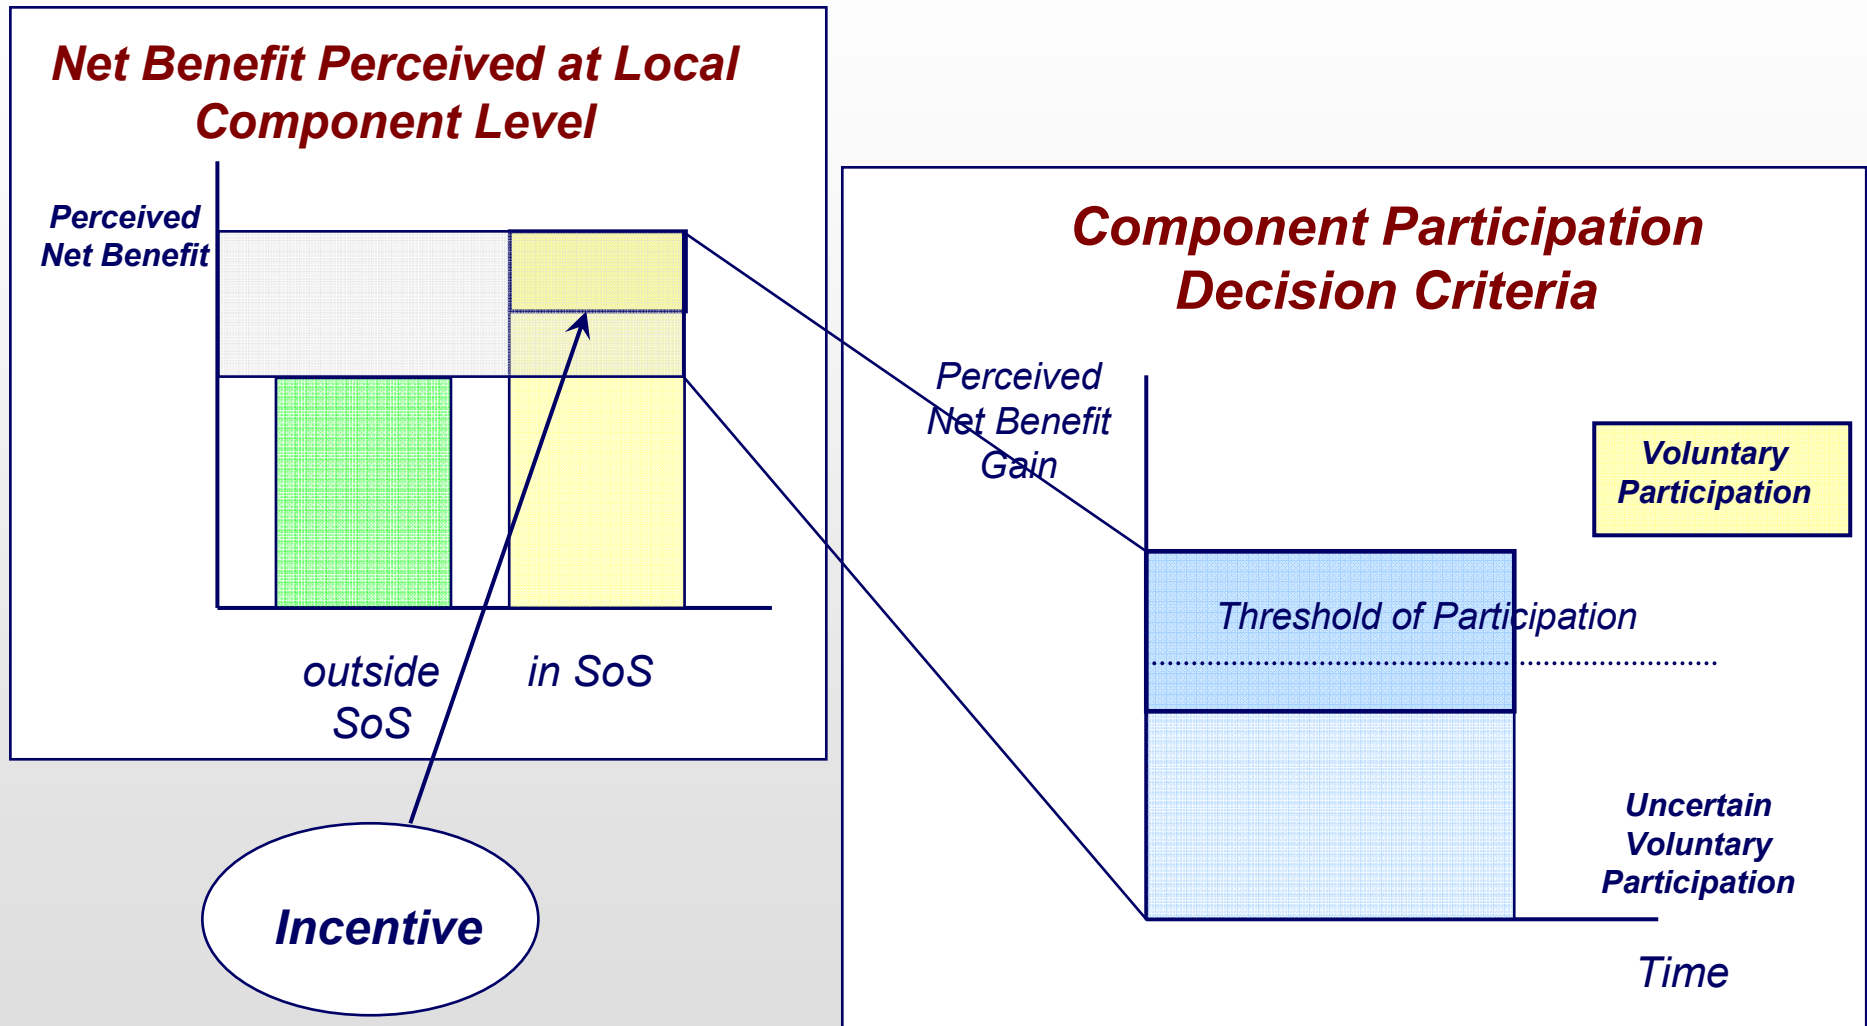 Net Benefit Perceived at Local
Component Level
Perceived
Net Benefit
outside
SoS
in SoS
Incentive
Component Participation
Decision Criteria
Perceived
Net Benefit
Gain
Voluntary
Participation
Threshold of Participation
Uncertain
Voluntary
Participation
Time